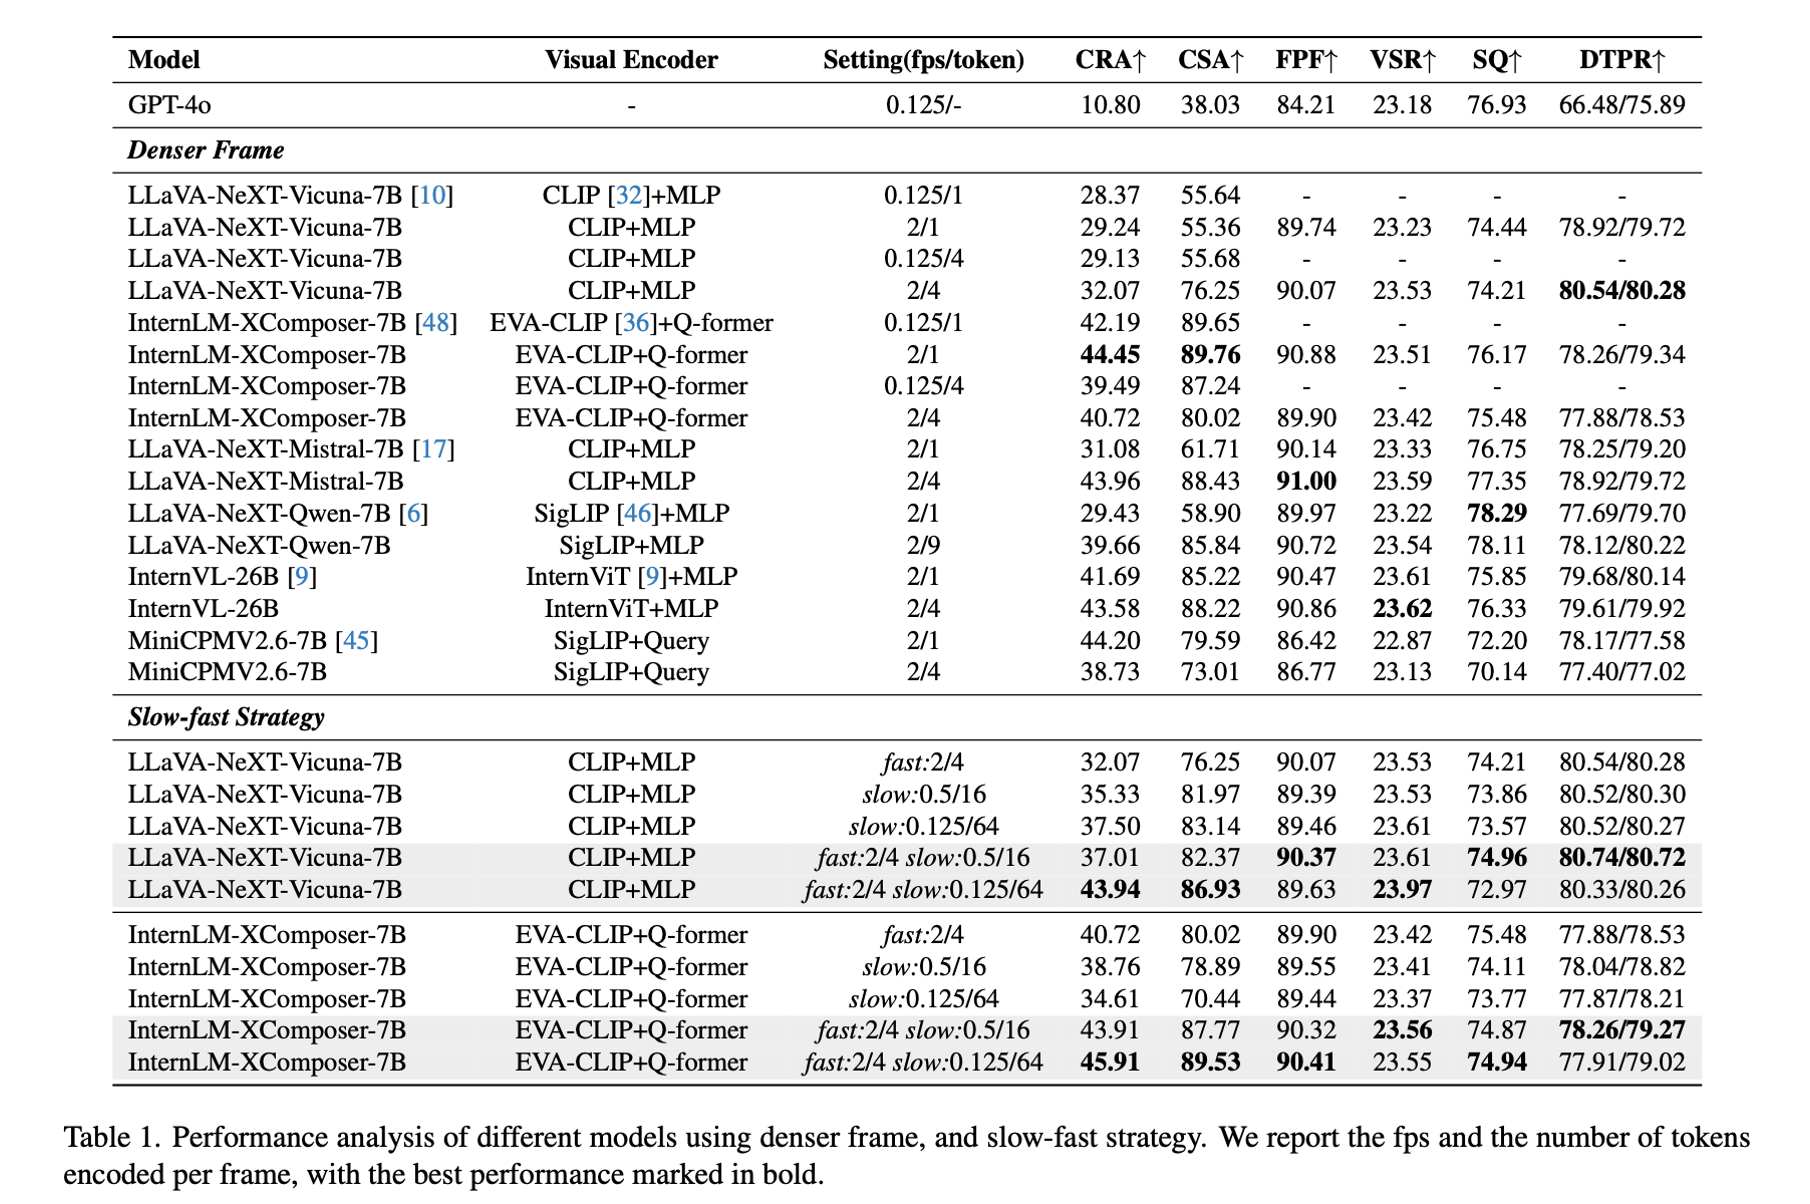 Model Visual Encoder Setting(fps/token) CRA↑ CSA↑ FPF↑ VSR↑ SQ↑ DTPR↑
GPT-4o - 0.125/- 10.80 38.03 84.21 23.18 76.93 66.48/75.89
Denser Frame
LLaVA-NeXT-Vicuna-7B [10] CLIP [32]+MLP 0.125/1 28.37 55.64 - - - -
LLaVA-NeXT-Vicuna-7B CLIP+MLP 2/1 29.24 55.36 89.74 23.23 74.44 78.92/79.72
LLaVA-NeXT-Vicuna-7B CLIP+MLP 0.125/4 29.13 55.68 - - - -
LLaVA-NeXT-Vicuna-7B CLIP+MLP 2/4 32.07 76.25 90.07 23.53 74.21 80.54/80.28
InternLM-XComposer-7B [48] EVA-CLIP [36]+Q-former 0.125/1 42.19 89.65 - - - -
InternLM-XComposer-7B EVA-CLIP+Q-former 2/1 44.45 89.76 90.88 23.51 76.17 78.26/79.34
InternLM-XComposer-7B EVA-CLIP+Q-former 0.125/4 39.49 87.24 - - - -
InternLM-XComposer-7B EVA-CLIP+Q-former 2/4 40.72 80.02 89.90 23.42 75.48 77.88/78.53
LLaVA-NeXT-Mistral-7B [17] CLIP+MLP 2/1 31.08 61.71 90.14 23.33 76.75 78.25/79.20
LLaVA-NeXT-Mistral-7B CLIP+MLP 2/4 43.96 88.43 91.00 23.59 77.35 78.92/79.72
LLaVA-NeXT-Qwen-7B [6] SigLIP [46]+MLP 2/1 29.43 58.90 89.97 23.22 78.29 77.69/79.70
LLaVA-NeXT-Qwen-7B SigLIP+MLP 2/9 39.66 85.84 90.72 23.54 78.11 78.12/80.22
InternVL-26B [9] InternViT [9]+MLP 2/1 41.69 85.22 90.47 23.61 75.85 79.68/80.14
InternVL-26B InternViT+MLP 2/4 43.58 88.22 90.86 23.62 76.33 79.61/79.92
MiniCPMV2.6-7B [45] SigLIP+Query 2/1 44.20 79.59 86.42 22.87 72.20 78.17/77.58
MiniCPMV2.6-7B SigLIP+Query 2/4 38.73 73.01 86.77 23.13 70.14 77.40/77.02
Slow-fast Strategy
LLaVA-NeXT-Vicuna-7B CLIP+MLP fast:2/4 32.07 76.25 90.07 23.53 74.21 80.54/80.28
LLaVA-NeXT-Vicuna-7B CLIP+MLP slow:0.5/16 35.33 81.97 89.39 23.53 73.86 80.52/80.30
LLaVA-NeXT-Vicuna-7B CLIP+MLP slow:0.125/64 37.50 83.14 89.46 23.61 73.57 80.52/80.27
LLaVA-NeXT-Vicuna-7B CLIP+MLP fast:2/4 slow:0.5/16 37.01 82.37 90.37 23.61 74.96 80.74/80.72
LLaVA-NeXT-Vicuna-7B CLIP+MLP fast:2/4 slow:0.125/64 43.94 86.93 89.63 23.97 72.97 80.33/80.26
InternLM-XComposer-7B EVA-CLIP+Q-former fast:2/4 40.72 80.02 89.90 23.42 75.48 77.88/78.53
InternLM-XComposer-7B EVA-CLIP+Q-former slow:0.5/16 38.76 78.89 89.55 23.41 74.11 78.04/78.82
InternLM-XComposer-7B EVA-CLIP+Q-former slow:0.125/64 34.61 70.44 89.44 23.37 73.77 77.87/78.21
InternLM-XComposer-7B EVA-CLIP+Q-former fast:2/4 slow:0.5/16 43.91 87.77 90.32 23.56 74.87 78.26/79.27
InternLM-XComposer-7B EVA-CLIP+Q-former fast:2/4 slow:0.125/64 45.91 89.53 90.41 23.55 74.94 77.91/79.02
Table 1. Performance analysis of different models using denser frame, and slow-fast strategy. We report the fps and the number of tokens
encoded per frame, with the best performance marked in bold.